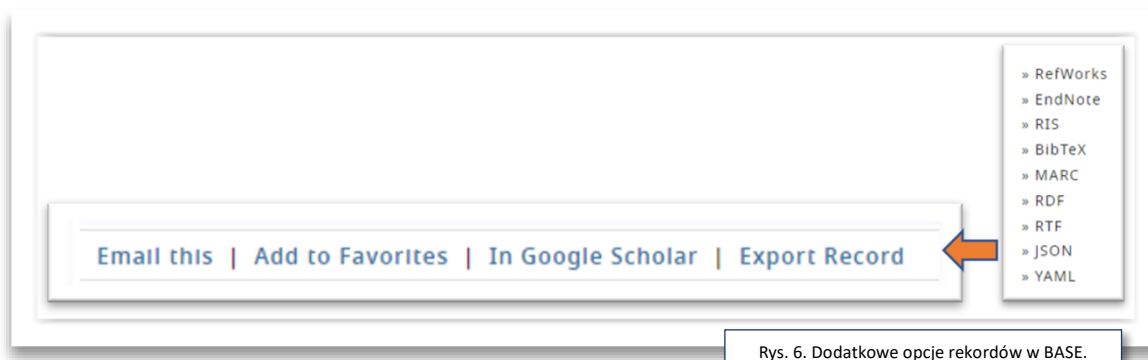 » RefWorks
» EndNote
» RIS
» BibTeX
» MARC
» RDF
» RTF
» JSON
» YAML
Email this | Add to Favorites | In Google Scholar | Export Record
Rys. 6. Dodatkowe opcje rekordów w BASE.